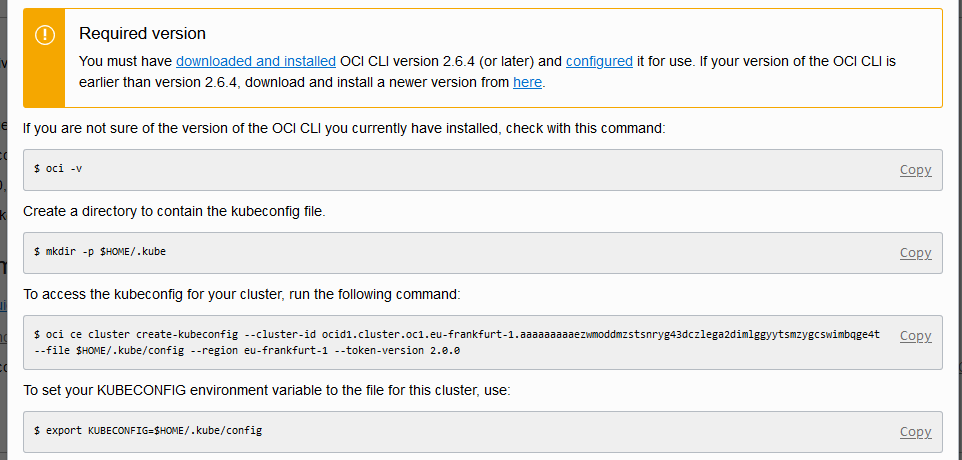 Required version
You must have downloaded and installed OCI CLI version 2.6.4 (or later) and configured it for use. If your version of the OCI CLI is
earlier than version 2.6.4, download and install a newer version from here.
If you are not sure of the version of the OCI CLI you currently have installed, check with this command:
$ oci -v
Copy
Create a directory to contain the kubeconfig file.
$ mkdir -p $HOME/.kube
Copy
To access the kubeconfig for your cluster, run the following command:
$ oci ce cluster create-kubeconfig --cluster-id ocid1.cluster.oc1.eu-frankfurt-1.aaaaaaaaaezwmoddmzstsnryg43dczlega2dimlggyytsmzygcswimbqge4t
--file $HOME/.kube/config --region eu-frankfurt-1 --token-version 2.0.0
Copy
To set your KUBECONFIG environment variable to the file for this cluster, use:
$ export KUBECONFIG=$HOME/.kube/config
Copy